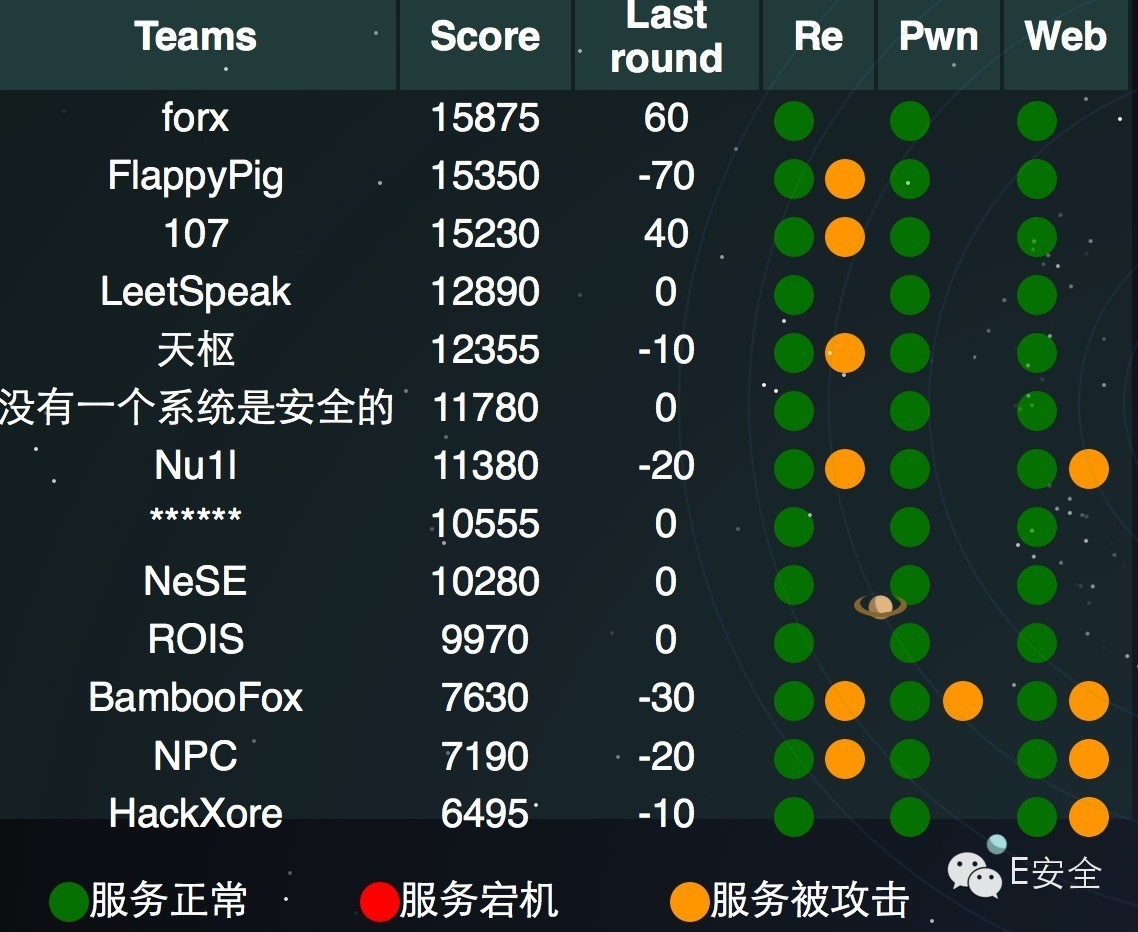 Teams Score Last round Re Pwn Web
forx 15875 60
FlappyPig 15350 -70
107 15230 40
LeetSpeak 12890 0
天枢 12355 -10
没有一个系统是安全的 11780 0
Nu1l 11380 -20
****** 10555 0
NeSE 10280 0
ROIS 9970 0
BambooFox 7630 -30
NPC 7190 -20
HackXore 6495 -10
服务正常 服务宕机 服务被攻击
E安全